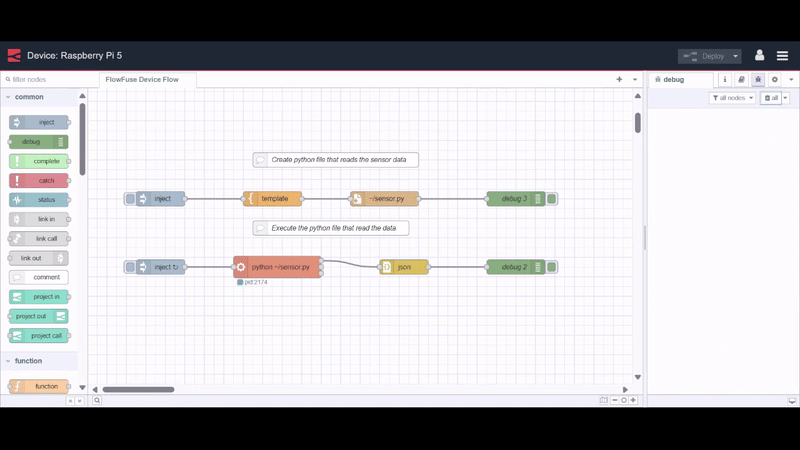 Device: Raspberry Pi 5
Deploy
filter nodes
FlowFuse Device Flow
debug
i
all nodes
all
common
inject
debug
complete
catch
status
link in
link call
link out
comment
project in
project out
project call
function
function
Create python file that reads the sensor data
inject
template
~/sensor.py
debug 3
Execute the python file that read the data
inject ↻
python ~/sensor.py
json
debug 2
pid:2174